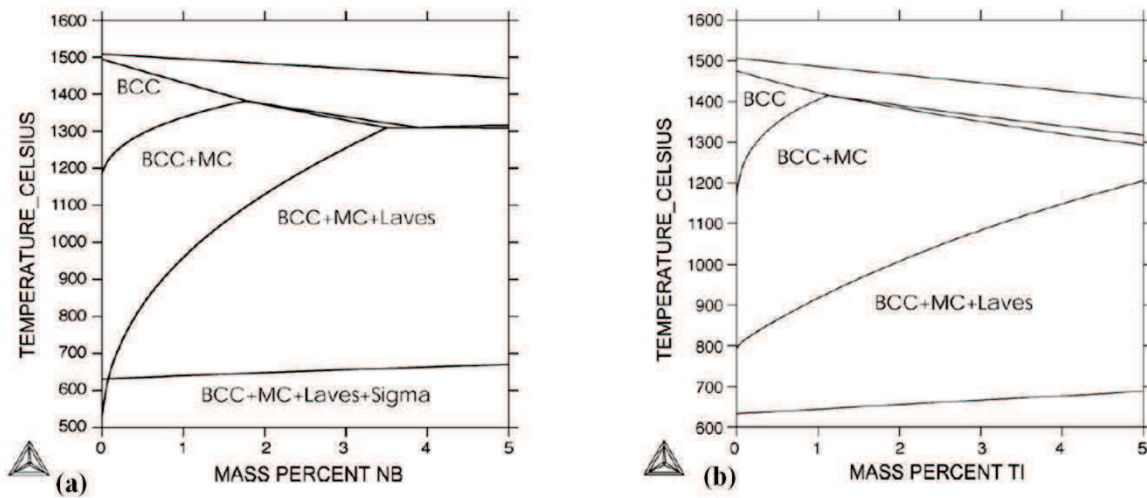 1600
1500
1400
1300
1200
1100
1000
900
800
700
600
500
TEMPERATURE_CELSIUS
BCC
BCC+MC
BCC+MC+Laves
BCC+MC+Laves+Sigma
0 1 2 3 4 5
MASS PERCENT NB
(a)
1600
1500
1400
1300
1200
1100
1000
900
800
700
600
TEMPERATURE_CELSIUS
BCC
BCC+MC
BCC+MC+Laves
0 1 2 3 4 5
MASS PERCENT TI
(b)